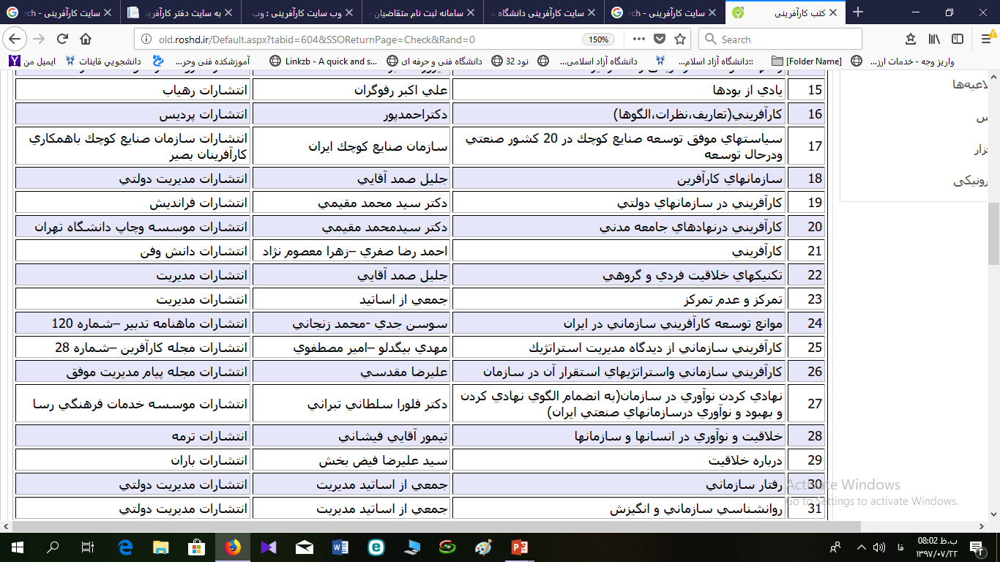 کتب کارآفرینی
سایت کارآفرینی - rch
سایت کارآفرینی دانشگاه
سامانه ثبت نام متقاضیان
وب سایت کارآفرینی : وب
به سایت دفتر کارآفرینی
سایت کارآفرینی - rch
old.roshd.ir/Default.aspx?tabid=604&SSOReturnPage=Check&Rand=0
150%
Search
ایمیل من
دانشجویي قاینات
آموزشکده فنی وحر...
Linkzb - A quick and s...
دانشگاه فنی و حرفه ای
نود 32
دانشگاه آزاد اسلامی...
دانشگاه آزاد اسلام...::
[Folder Name]
واریز وجه - خدمات ارز...
15 يادي از بودها علي اكبر رفوگران انتشارات رهياب
16 كارآفريني(تعاريف،نظرات،الگوها) دكتراحمدپور انتشارات پرديس
17 سياستهاي موفق توسعه صنايع كوچك در 20 كشور صنعتي
ودرحال توسعه
سازمان صنايع كوچك ايران
انتشارات سازمان صنايع كوچك باهمكاري
كارآفرينان بصير
18 سازمانهاي كارآفرين جليل صمد آقايي انتشارات مديريت دولتي
19 كارآفريني در سازمانهاي دولتي دكتر سيد محمد مقيمي انتشارات فرانديش
20 كارآفريني درنهادهاي جامعه مدني دكتر سيدمحمد مقيمي انتشارات موسسه وچاپ دانشگاه تهران
21 كارآفريني احمد رضا صفري –زهرا معصوم نژاد انتشارات دانش وفن
22 تكنيكهاي خلاقيت فردي و گروهي جليل صمد آقايي انتشارات مديريت
23 تمركز و عدم تمركز جمعي از اساتيد انتشارات مديريت
24 موانع توسعه كارآفريني سازماني در ايران سوسن جدي -محمد زنجاني انتشارات ماهنامه تدبير –شماره 120
25 كارآفريني سازماني از ديدگاه مديريت استراتژيك مهدي بيگدلو –امير مصطفوي انتشارات مجله كارآفرين –شماره 28
26 كارآفريني سازماني واستراتژيهاي استقرار آن در سازمان عليرضا مقدسي انتشارات مجله پيام مديريت موفق
27 نهادي كردن نوآوري در سازمان(به انضمام الگوي نهادي كردن
و بهبود و نوآوري درسازمانهاي صنعتي ايران)
دكتر فلورا سلطاني تيراني
انتشارات موسسه خدمات فرهنگي رسا
28 خلاقيت و نوآوري در انسانها و سازمانها تيمور آقايي فيشاني انتشارات ترمه
29 درباره خلاقيت سيد عليرضا فيض بخش انتشارات باران
30 رفتار سازماني جمعي از اساتيد مديريت انتشارات مديريت دولتي
31 روانشناسي سازماني و انگيزش جمعي از اساتيد مديريت انتشارات مديريت دولتي
Activate Windows
Go to Settings to activate Windows.
فا
08:02 ب.ظ
۱۳۹۷/۰۷/۲۲